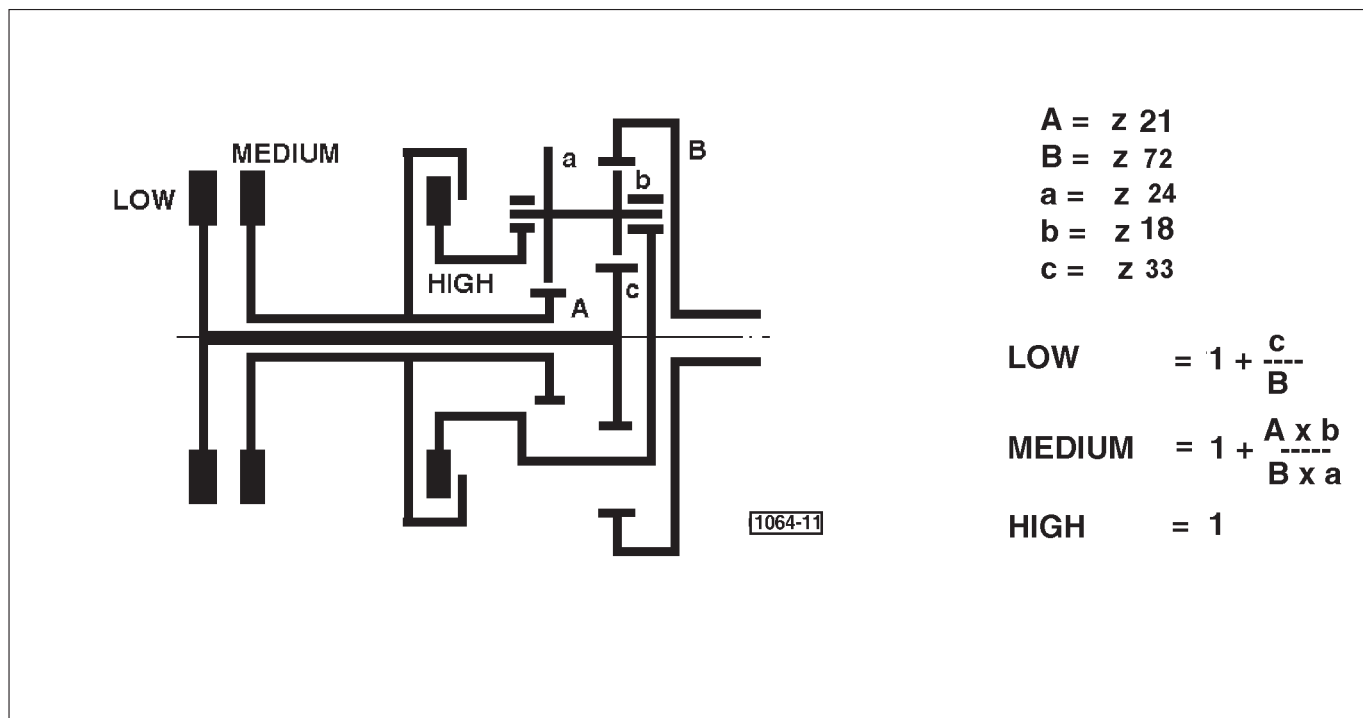 MEDIUM
LOW
HIGH
a
B
b
c
A
1064-11
A = z 21
B = z 72
a = z 24
b = z 18
c = z 33
LOW = 1 + c
----
B
MEDIUM = 1 + A x b
-----
B x a
HIGH = 1